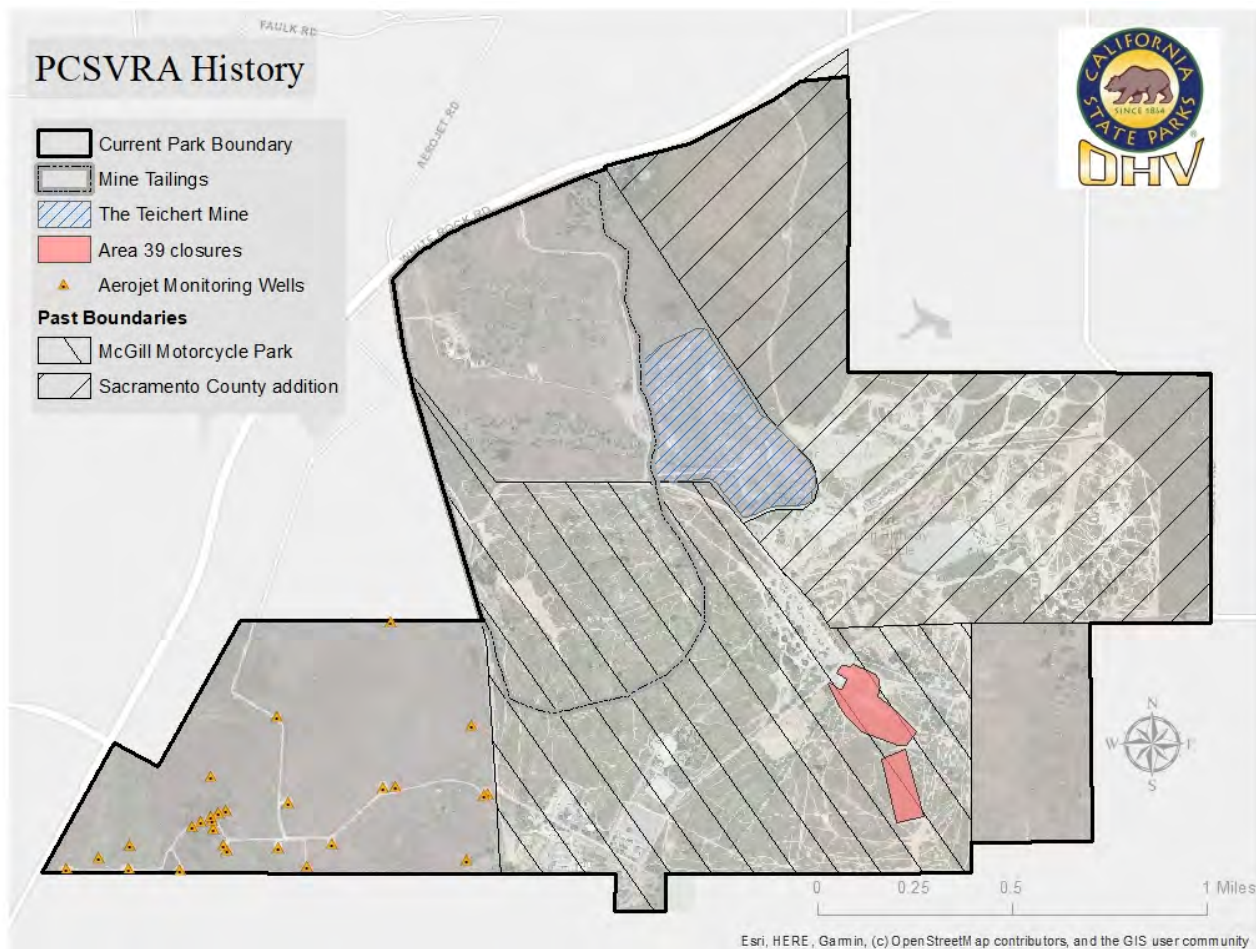 FAULK RD
PCSVRA History
Current Park Boundary
Mine Tailings
The Teichert Mine
Area 39 closures
Aerojet Monitoring Wells
Past Boundaries
McGill Motorcycle Park
Sacramento County addition
AEROJET RD
WHITE ROCK RD
CALIFORNIA
STATE PARKS
SINCE 1864
®
OHV
N
W E
S
0 0.25 0.5 1 Miles
Esri, HERE, Garmin, (c) OpenStreetMap contributors, and the GIS user community